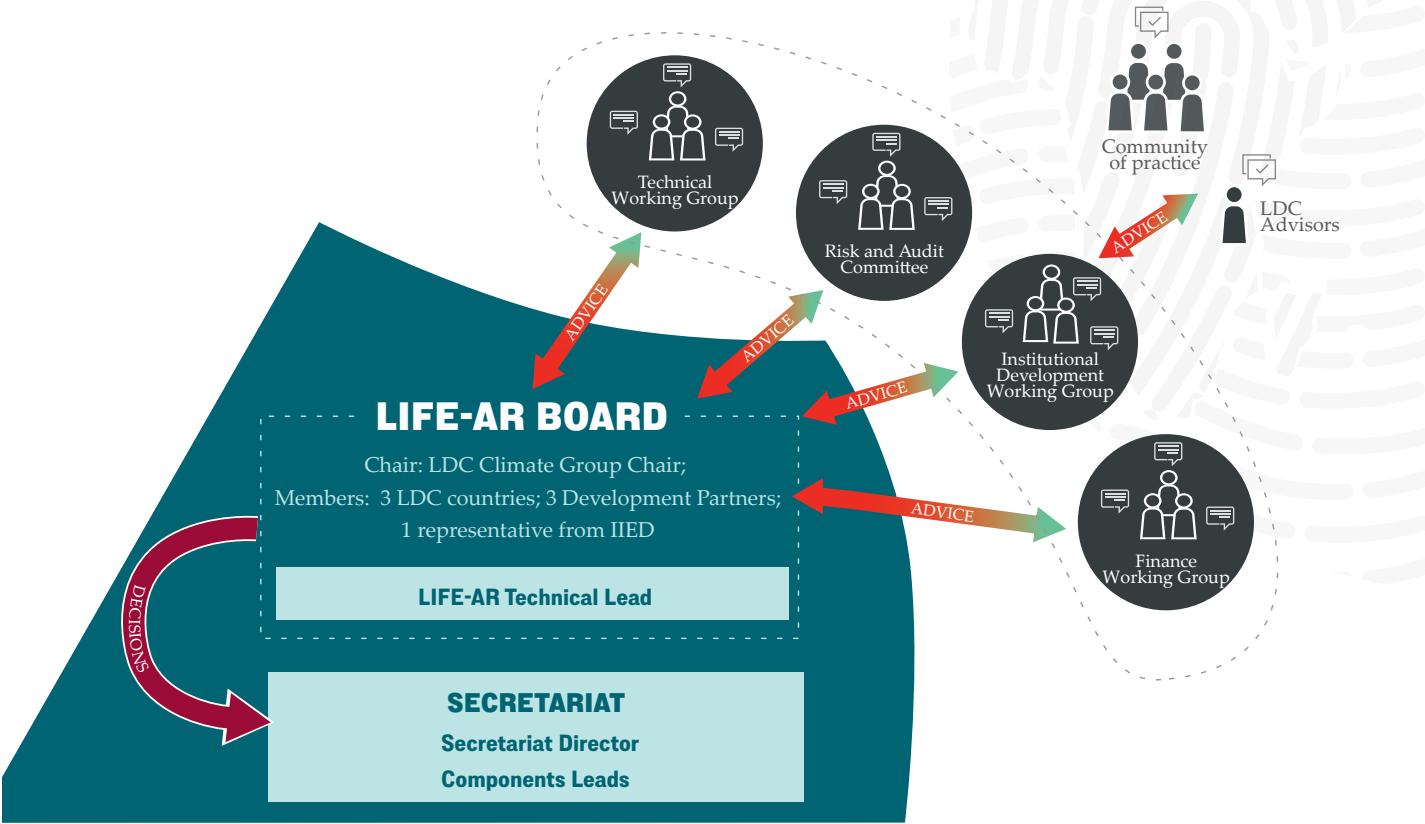 Technical
Working Group
ADVICE
Risk and Audit
Committee
ADVICE
Institutional
Development
Working Group
ADVICE
Finance
Working Group
ADVICE
Community
of practice
LDC
Advisors
ADVICE
LIFE-AR BOARD
Chair: LDC Climate Group Chair;
Members: 3 LDC countries; 3 Development Partners;
1 representative from IIED
LIFE-AR Technical Lead
DECISIONS
SECRETARIAT
Secretariat Director
Components Leads